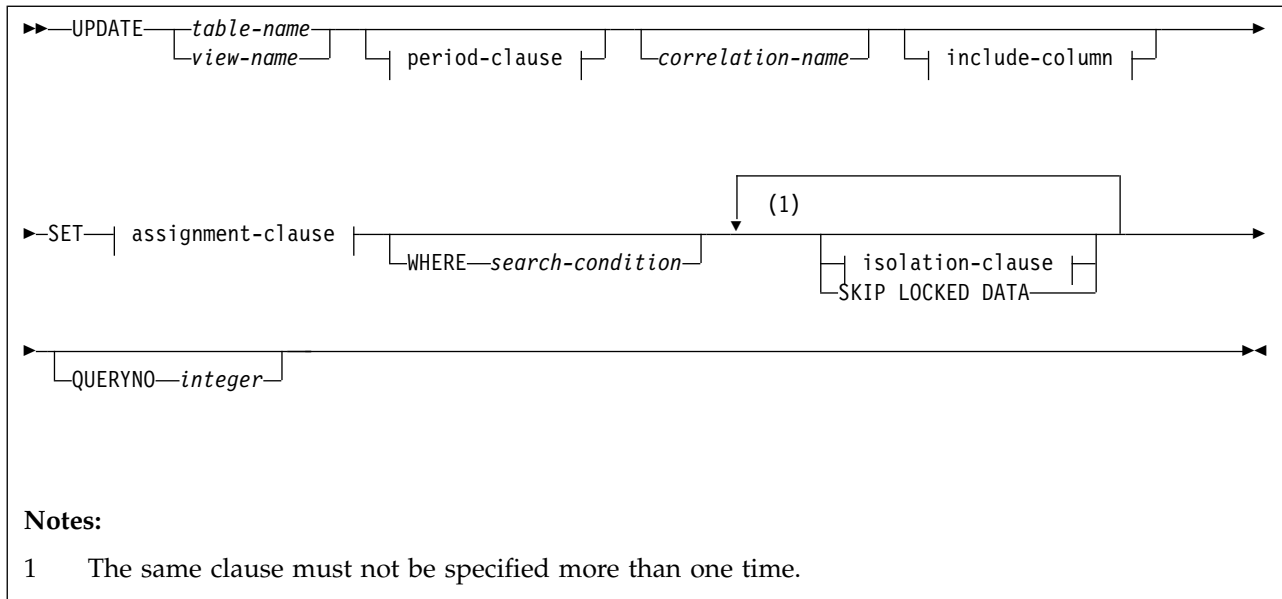 UPDATE table-name
view-name period-clause correlation-name include-column
(1)
SET assignment-clause
WHERE search-condition isolation-clause
SKIP LOCKED DATA
QUERYNO integer
Notes:
1 The same clause must not be specified more than one time.